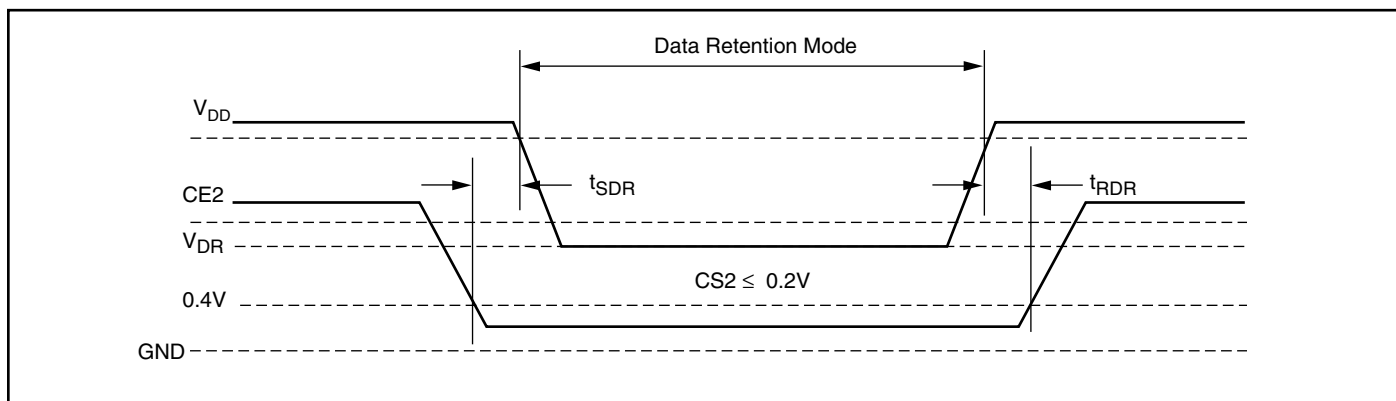 Data Retention Mode
VDD
tSDR
tRDR
CE2
VDR
CS2 ≤ 0.2V
0.4V
GND